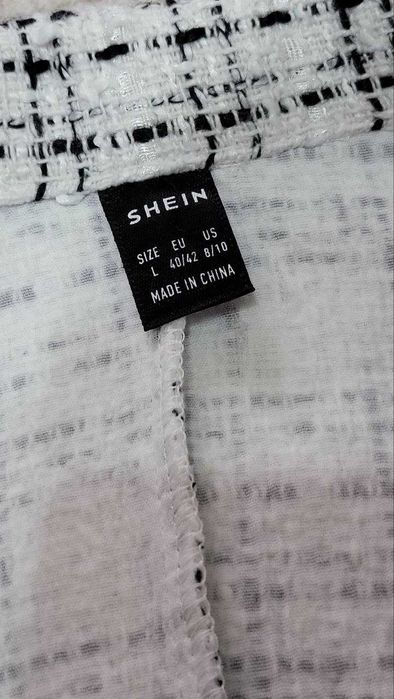 SHEIN
SIZE EU US
L 40/42 8/10
MADE IN CHINA